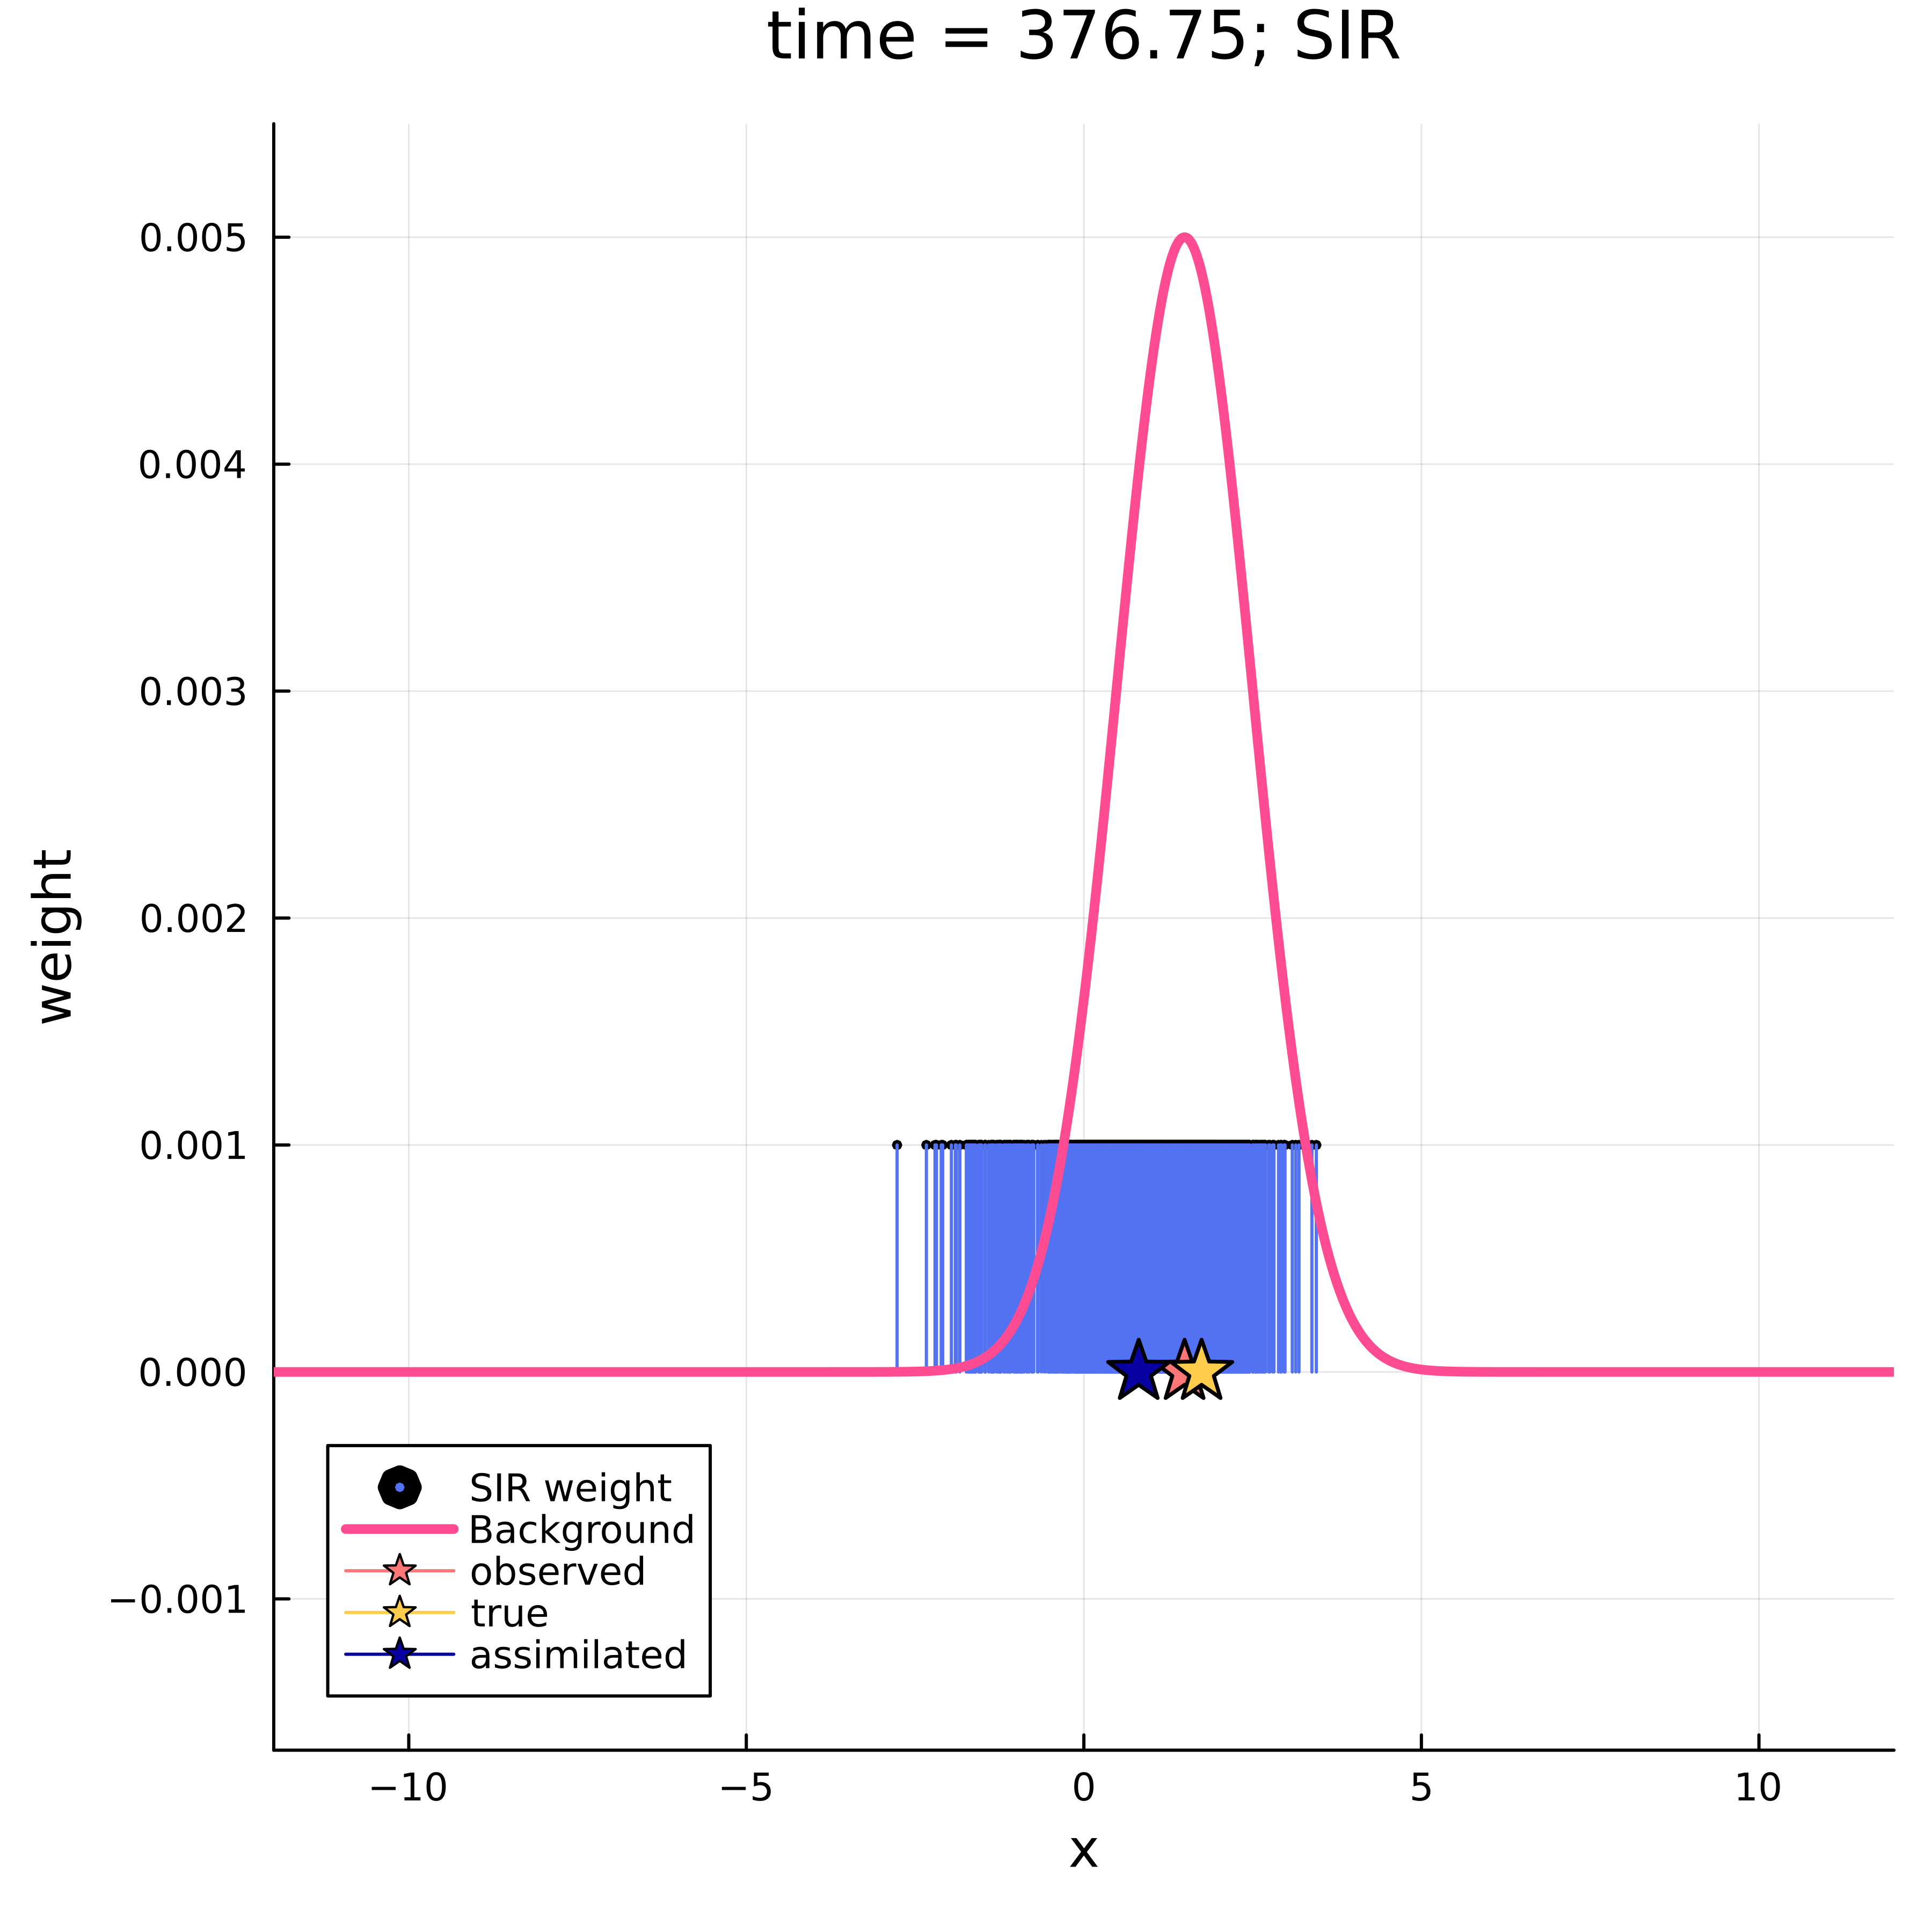 time = 376.75; SIR
weight
0.005
0.004
0.003
0.002
0.001
0.000
−0.001
SIR weight
Background
observed
true
assimilated
−10
−5
0
5
10
x